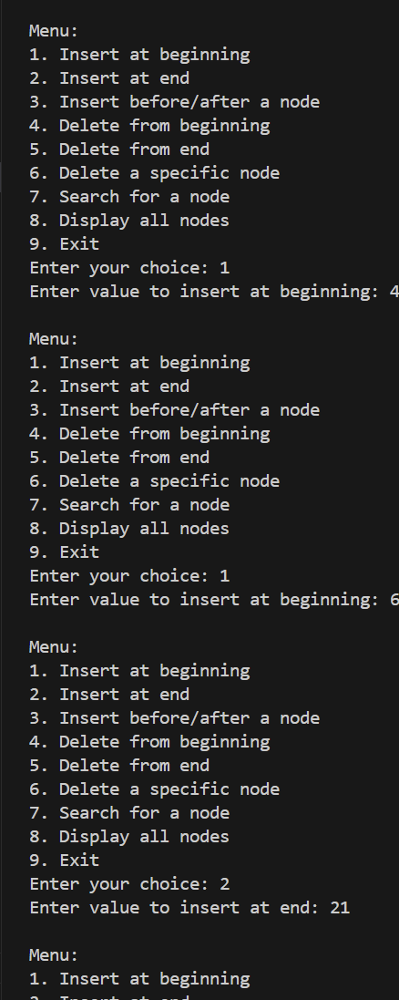 Menu:
1. Insert at beginning
2. Insert at end
3. Insert before/after a node
4. Delete from beginning
5. Delete from end
6. Delete a specific node
7. Search for a node
8. Display all nodes
9. Exit
Enter your choice: 1
Enter value to insert at beginning: 4
Menu:
1. Insert at beginning
2. Insert at end
3. Insert before/after a node
4. Delete from beginning
5. Delete from end
6. Delete a specific node
7. Search for a node
8. Display all nodes
9. Exit
Enter your choice: 1
Enter value to insert at beginning: 6
Menu:
1. Insert at beginning
2. Insert at end
3. Insert before/after a node
4. Delete from beginning
5. Delete from end
6. Delete a specific node
7. Search for a node
8. Display all nodes
9. Exit
Enter your choice: 2
Enter value to insert at end: 21
Menu:
1. Insert at beginning
2. Insert at end